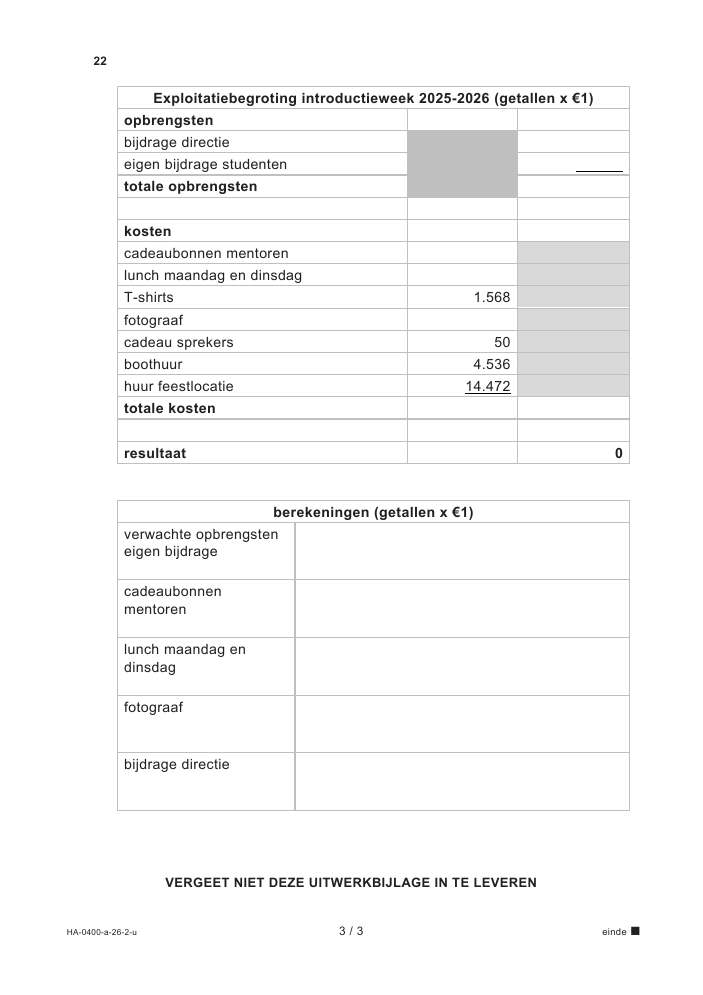 22
Exploitatiebegroting introductieweek 2025-2026 (getallen x €1)
opbrengsten
bijdrage directie
eigen bijdrage studenten
totale opbrengsten
kosten
cadeaubonnen mentoren
lunch maandag en dinsdag
T-shirts 1.568
fotograaf
cadeau sprekers 50
boothuur 4.536
huur feestlocatie 14.472
totale kosten
resultaat 0
berekeningen (getallen x €1)
verwachte opbrengsten
eigen bijdrage
cadeaubonnen
mentoren
lunch maandag en
dinsdag
fotograaf
bijdrage directie
VERGEET NIET DEZE UITWERKBIJLAGE IN TE LEVEREN
HA-0400-a-26-2-u 3 / 3 einde